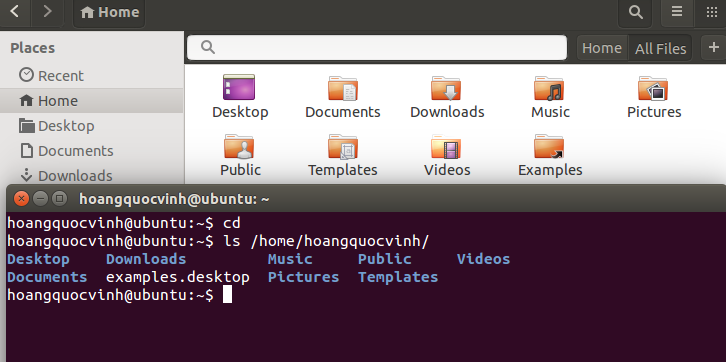 Home
Places
Home All Files
Recent
Home
Desktop
Documents
Downloads
Desktop Documents Downloads Music Pictures
Public Templates Videos Examples
hoangquocvinh@ubuntu: ~
hoangquocvinh@ubuntu:~$ cd
hoangquocvinh@ubuntu:~$ ls /home/hoangquocvinh/
Desktop Downloads Music Public Videos
Documents examples.desktop Pictures Templates
hoangquocvinh@ubuntu:~$